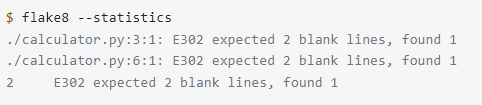 $ flake8 --statistics
./calculator.py:3:1: E302 expected 2 blank lines, found 1
./calculator.py:6:1: E302 expected 2 blank lines, found 1
2     E302 expected 2 blank lines, found 1